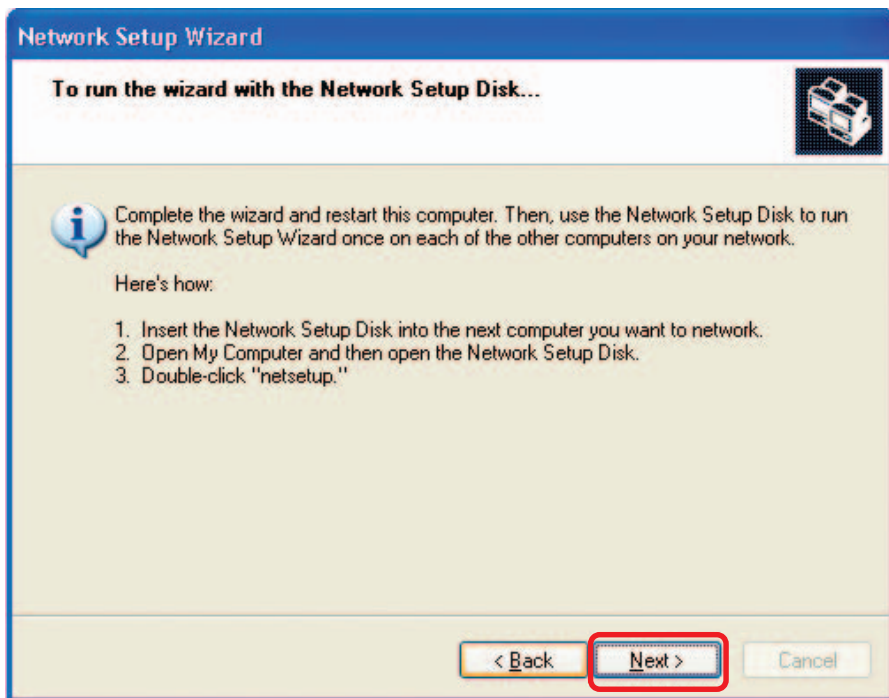 Network Setup Wizard
To run the wizard with the Network Setup Disk...
Complete the wizard and restart this computer. Then, use the Network Setup Disk to run
the Network Setup Wizard once on each of the other computers on your network.
Here's how:
1. Insert the Network Setup Disk into the next computer you want to network.
2. Open My Computer and then open the Network Setup Disk.
3. Double-click "netsetup."
< Back
Next >
Cancel